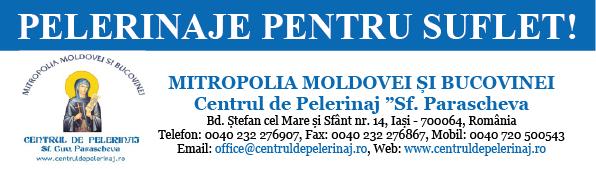 PELERINAJE PENTRU SUFLET!
MITROPOLIA MOLDOVEI ȘI BUCOVINEI
CENTRUL DE PELERINAJ
Sf. Cuv. Parascheva
www.centruldepelerinaj.ro
MITROPOLIA MOLDOVEI ȘI BUCOVINEI
Centrul de Pelerinaj ”Sf. Parascheva
Bd. Ștefan cel Mare și Sfânt nr. 14, Iași - 700064, România
Telefon: 0040 232 276907, Fax: 0040 232 276867, Mobil: 0040 720 500543
Email: office@centruldepelerinaj.ro, Web: www.centruldepelerinaj.ro